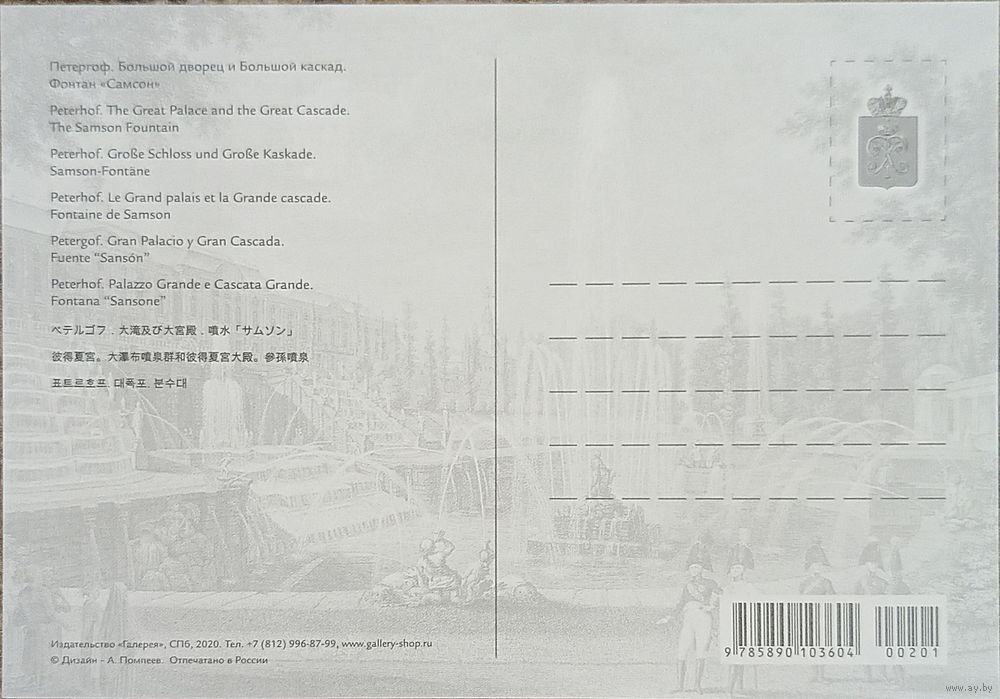 Петергоф. Большой дворец и Большой каскад.
Фонтан «Самсон»
Peterhof. The Great Palace and the Great Cascade.
The Samson Fountain
Peterhof. Große Schloss und Große Kaskade.
Samson-Fontäne
Peterhof. Le Grand palais et la Grande cascade.
Fontaine de Samson
Petergof. Gran Palacio y Gran Cascada.
Fuente “Sansón”
Peterhof. Palazzo Grande e Cascata Grande.
Fontana “Sansone”
ペテルゴフ . 大滝及び大宮殿 . 噴水「サムソン」
彼得夏宮。大瀑布噴泉群和彼得夏宮大殿。參孫噴泉
표트르호프. 대폭포. 분수대
Издательство «Галерея», СПб, 2020. Тел. +7 (812) 996-87-99, www.gallery-shop.ru
© Дизайн - А. Помпеев. Отпечатано в России
9 785890 103604 00201
www.ay.by